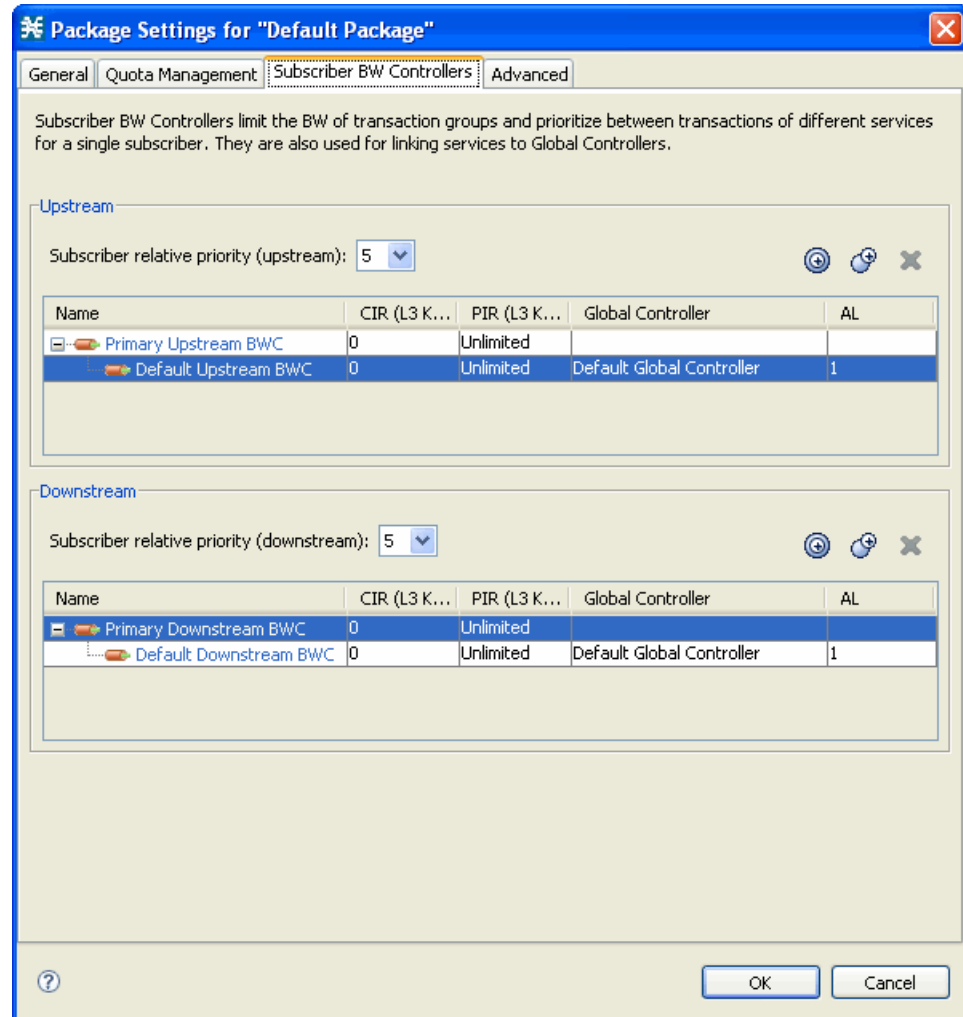 Package Settings for "Default Package"
General Quota Management Subscriber BW Controllers Advanced
Subscriber BW Controllers limit the BW of transaction groups and prioritize between transactions of different services
for a single subscriber. They are also used for linking services to Global Controllers.
Upstream
Subscriber relative priority (upstream): 5
Name CIR (L3 K... PIR (L3 K... Global Controller AL
Primary Upstream BWC 0 Unlimited
Default Upstream BWC 0 Unlimited Default Global Controller 1
Downstream
Subscriber relative priority (downstream): 5
Name CIR (L3 K... PIR (L3 K... Global Controller AL
Primary Downstream BWC 0 Unlimited
Default Downstream BWC 0 Unlimited Default Global Controller 1
? OK Cancel